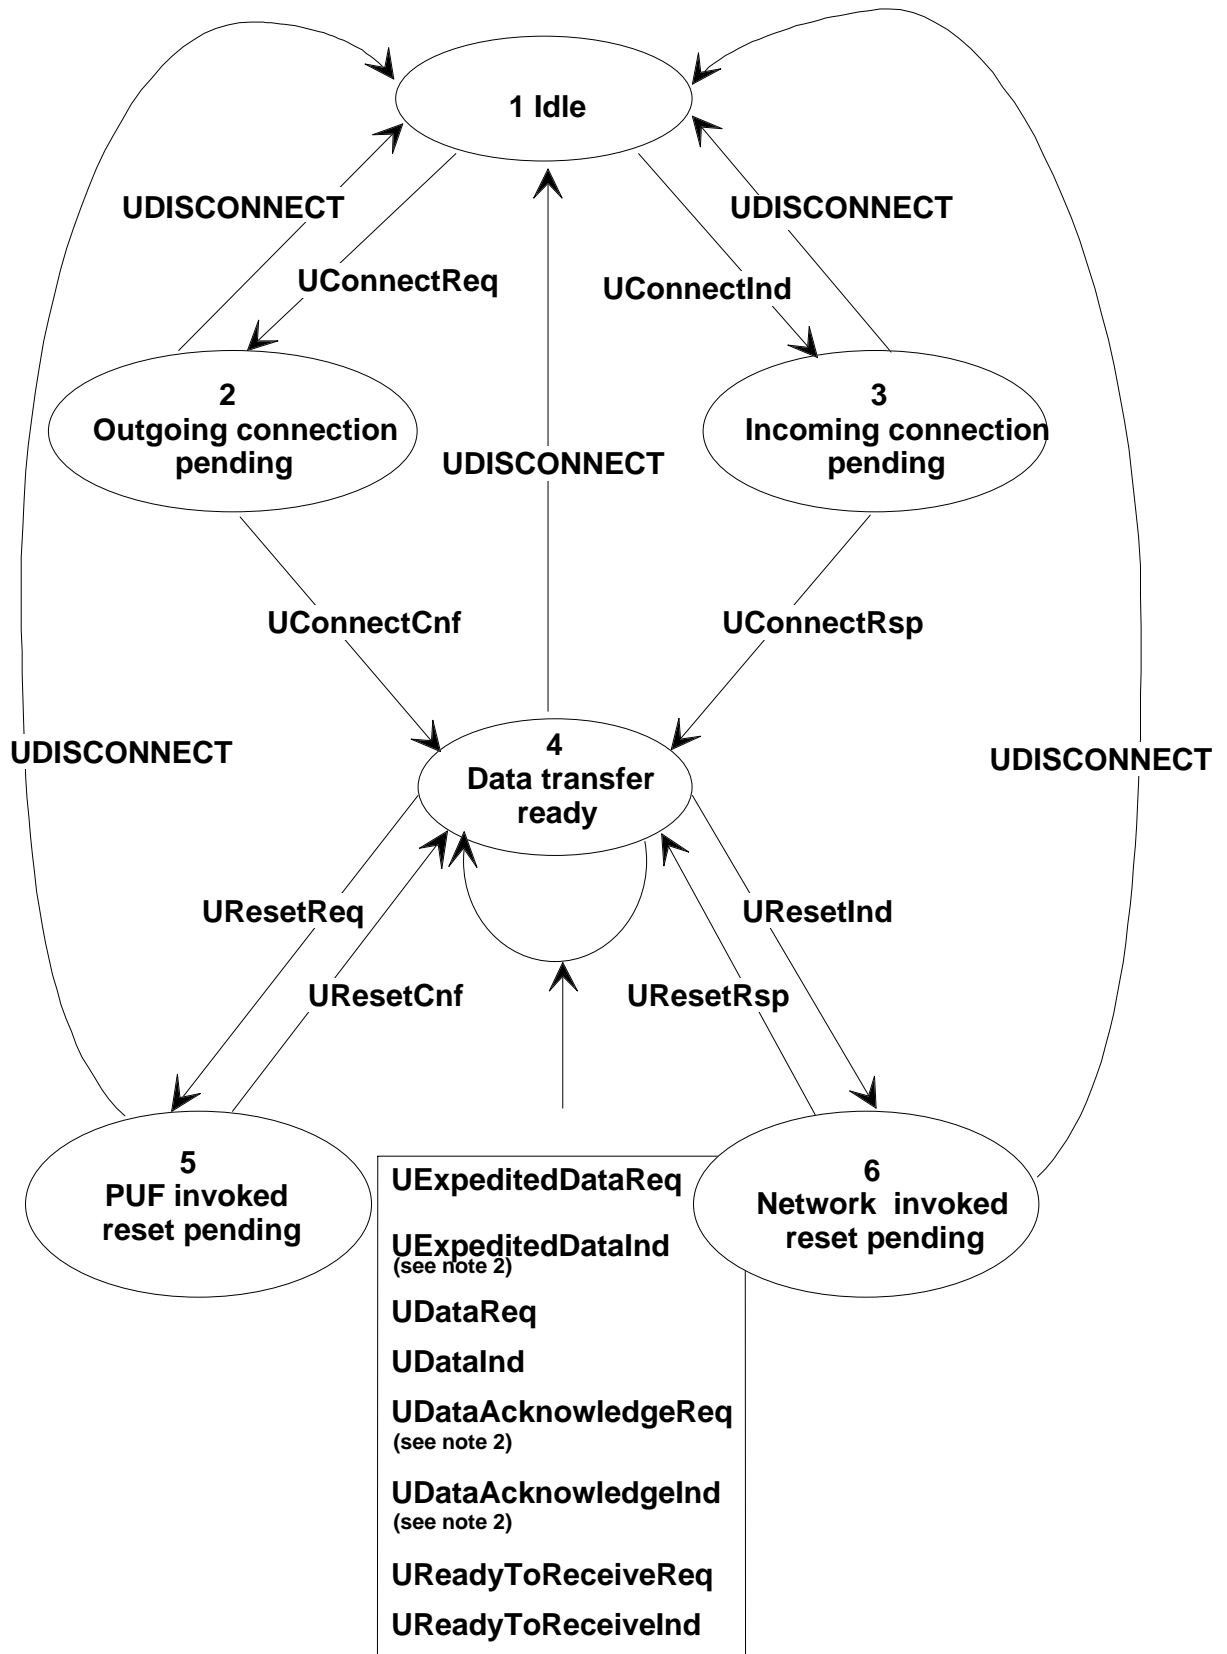 1 Idle
UDISCONNECT
UDISCONNECT
UConnectReq
UConnectInd
2
Outgoing connection
pending
3
Incoming connection
pending
UDISCONNECT
UConnectCnf
UConnectRsp
4
Data transfer
ready
UDISCONNECT
UDISCONNECT
UResetReq
UResetInd
UResetCnf
UResetRsp
5
PUF invoked
reset pending
6
Network invoked
reset pending
UExpeditedDataReq
UExpeditedDataInd
(see note 2)
UDataReq
UDataInd
UDataAcknowledgeReq
(see note 2)
UDataAcknowledgeInd
(see note 2)
UReadyToReceiveReq
UReadyToReceiveInd